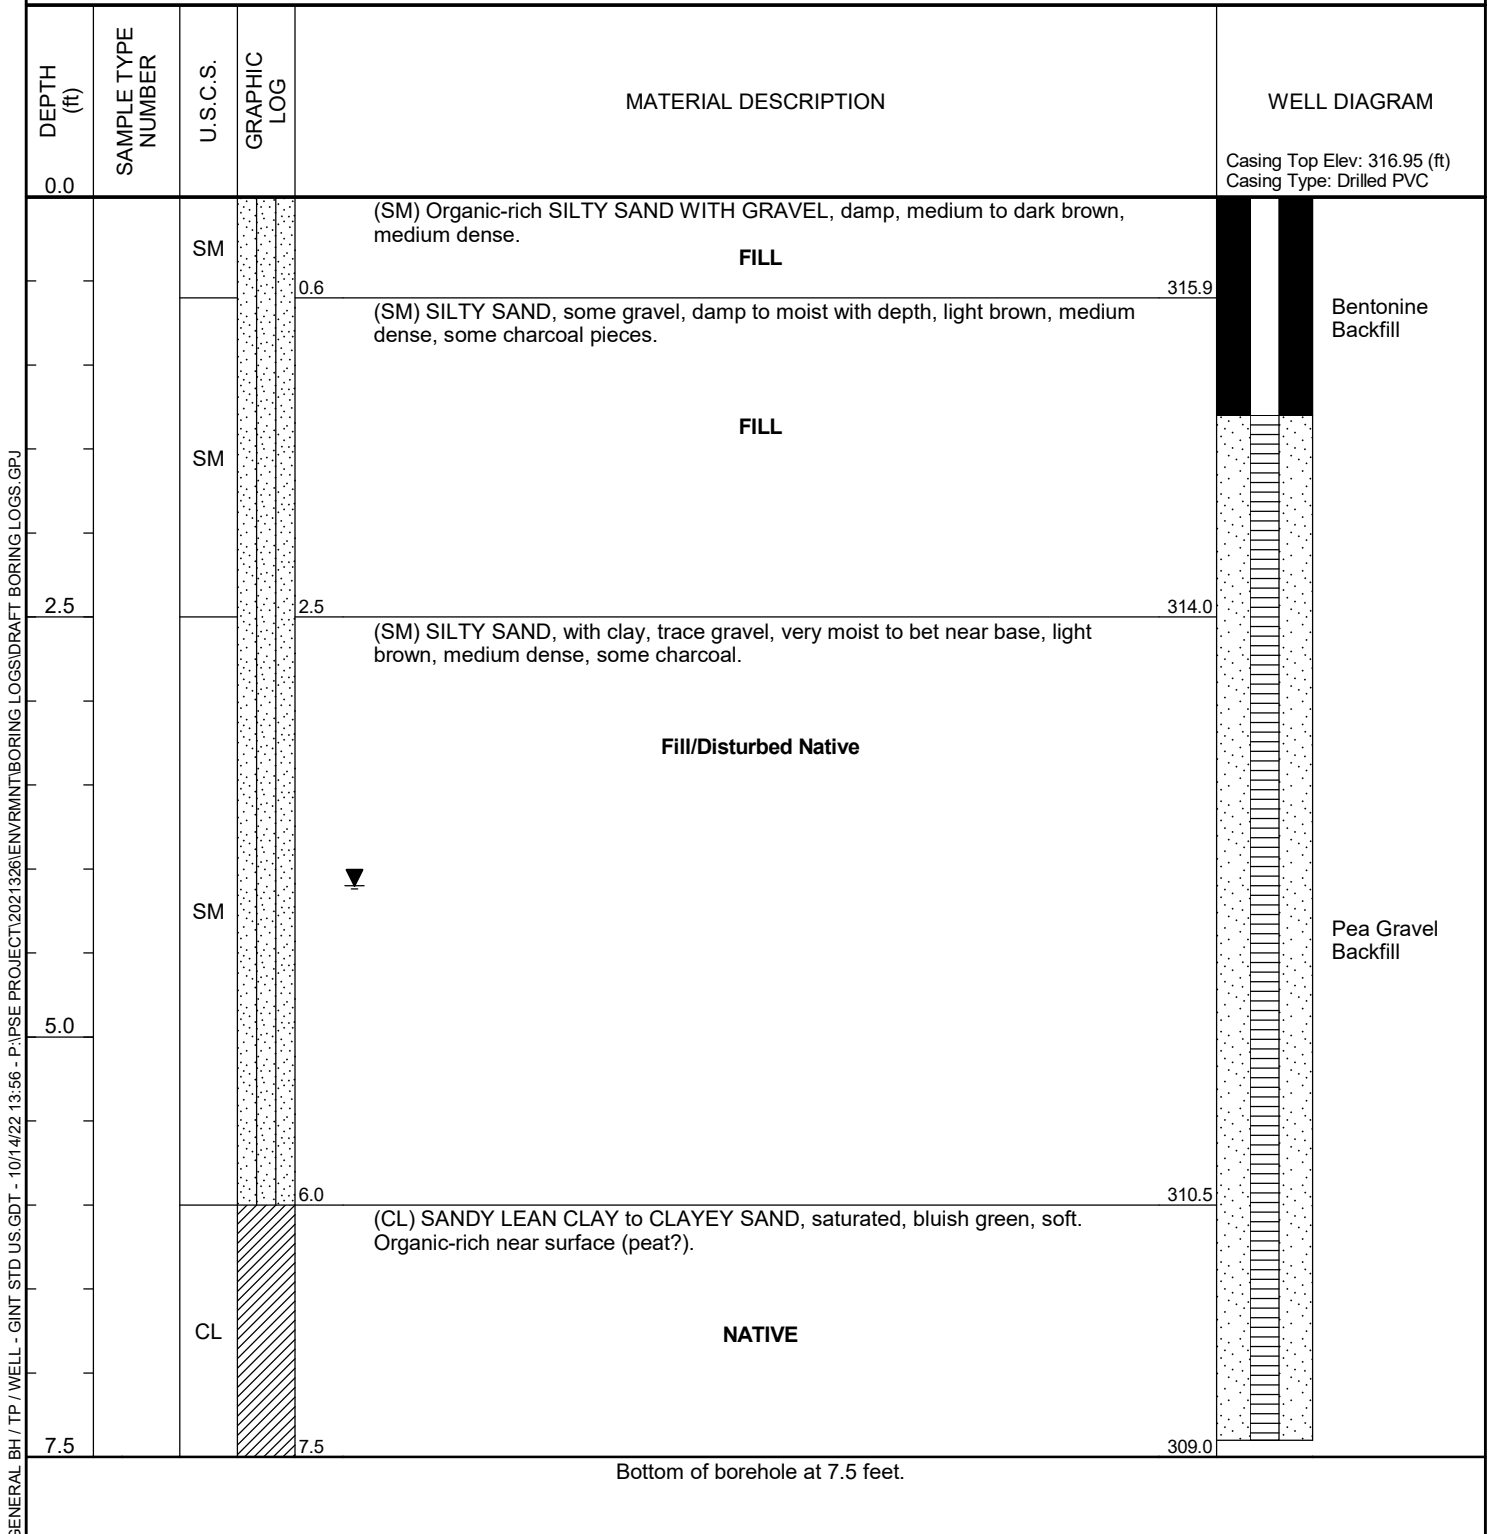 DEPTH
(ft)
SAMPLE TYPE
NUMBER
U.S.C.S.
GRAPHIC
LOG
MATERIAL DESCRIPTION
WELL DIAGRAM
Casing Top Elev: 316.95 (ft)
Casing Type: Drilled PVC
0.0
(SM) Organic-rich SILTY SAND WITH GRAVEL, damp, medium to dark brown,
medium dense.
SM
FILL
0.6
315.9
(SM) SILTY SAND, some gravel, damp to moist with depth, light brown, medium
dense, some charcoal pieces.
Bentonine
Backfill
FILL
SM
2.5
2.5
314.0
(SM) SILTY SAND, with clay, trace gravel, very moist to bet near base, light
brown, medium dense, some charcoal.
Fill/Disturbed Native
SM
Pea Gravel
Backfill
5.0
6.0
310.5
(CL) SANDY LEAN CLAY to CLAYEY SAND, saturated, bluish green, soft.
Organic-rich near surface (peat?).
CL
NATIVE
7.5
7.5
309.0
Bottom of borehole at 7.5 feet.
GENERAL BH / TP / WELL - GINT STD US.GDT - 10/14/22 13:56 - P:\PSE PROJECT\2021326\ENVRMNT\BORING LOGS\DRAFT BORING LOGS.GPJ